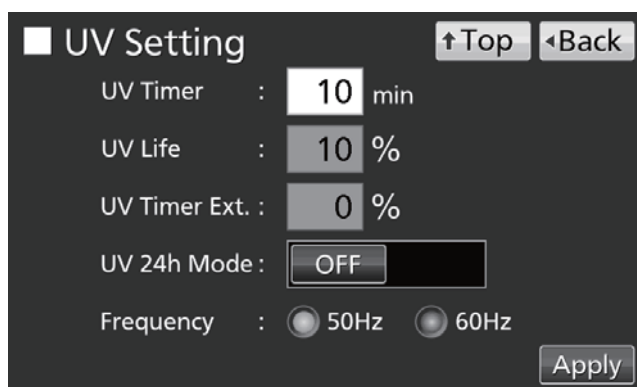 UV Setting ↑Top ◂Back
UV Timer : 10 min
UV Life : 10 %
UV Timer Ext. : 0 %
UV 24h Mode : OFF
Frequency : 50Hz 60Hz
Apply